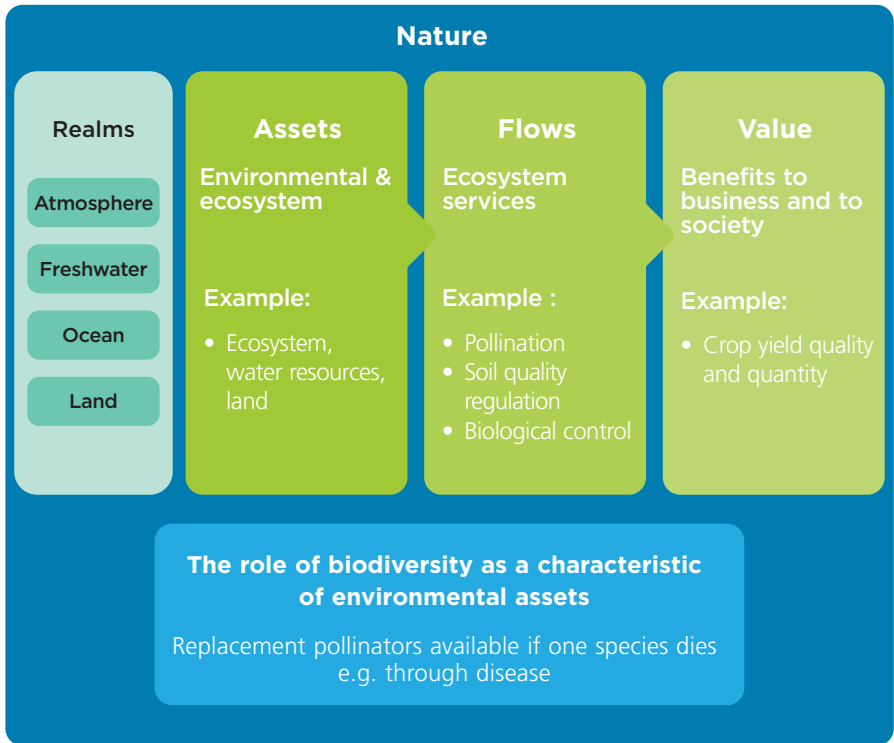 Nature
Realms
Atmosphere
Freshwater
Ocean
Land
Assets
Environmental &
ecosystem
Example:
• Ecosystem,
water resources,
land
Flows
Ecosystem
services
Example :
• Pollination
• Soil quality
regulation
• Biological control
Value
Benefits to
business and to
society
Example:
• Crop yield quality
and quantity
The role of biodiversity as a characteristic
of environmental assets
Replacement pollinators available if one species dies
e.g. through disease